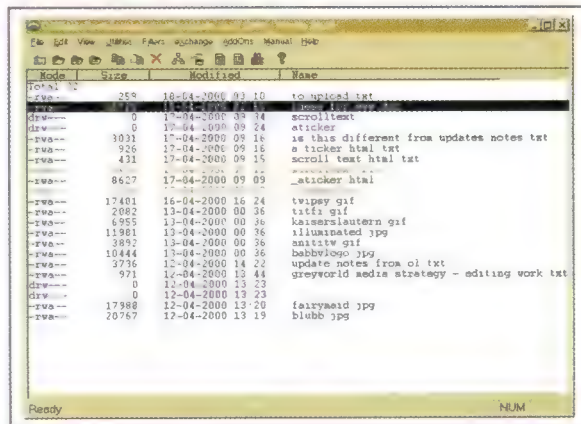 File Edit View Utilities Filters exchange AddOns Manual Help
Mode Size Modified Name
Total
-rwa-- 259 18-04-2000 03 10 to upload txt
drw--- 0 17-04-2000 09 34 scrolltext
drw--- 0 17-04-2000 09 24 aticker
-rwa-- 3031 17-04-2000 09 16 is this different from updates notes txt
-rwa-- 926 17-04-2000 09 16 a ticker html txt
-rwa-- 431 17-04-2000 09 15 scroll text html txt
-rwa-- 8627 17-04-2000 09 09 _aticker html
-rwa-- 17401 16-04-2000 16 24 twipsy gif
-rwa-- 2082 13-04-2000 00 36 titfi gif
-rwa-- 6955 13-04-2000 00 36 kaiserslautern gif
-rwa-- 11981 13-04-2000 00 36 illuminated jpg
-rwa-- 3892 13-04-2000 00 36 anititw gif
-rwa-- 10444 13-04-2000 00 36 babbvlogo jpg
-rwa-- 3736 12-04-2000 14 22 update notes from ol txt
-rwa-- 971 12-04-2000 13 44 greyworld media strategy - editing work txt
drw--- 0 12-04-2000 13 23
drw--- 0 12-04-2000 13 23
-rwa-- 17988 12-04-2000 13 20 fairymaid jpg
-rwa-- 20767 12-04-2000 13 19 blubb jpg
Ready NUM